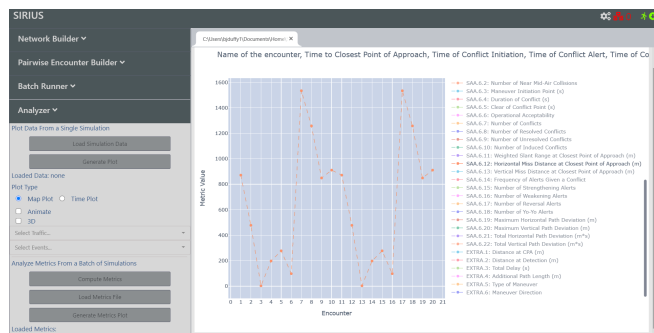 SIRIUS
Network Builder
Pairwise Encounter Builder
Batch Runner
Analyzer
Plot Data From a Single Simulation
Load Simulation Data
Generate Plot
Loaded Data: none
Plot Type
Map Plot Time Plot
Animate
3D
Select Traffic...
Select Events...
Analyze Metrics From a Batch of Simulations
Compute Metrics
Load Metrics File
Generate Metrics Plot
Loaded Metrics:
C:\Users\bjduffy1\Documents\Home\
Name of the encounter, Time to Closest Point of Approach, Time of Conflict Initiation, Time of Conflict Alert, Time of Co
Metric Value
1600
1400
1200
1000
800
600
400
200
0
0 1 2 3 4 5 6 7 8 9 10 11 12 13 14 15 16 17 18 19 20 21
Encounter
SAA.6.2: Number of Near Mid-Air Collisions
SAA.6.3: Maneuver Initiation Point (s)
SAA.6.4: Duration of Conflict (s)
SAA.6.5: Clear of Conflict Point (s)
SAA.6.6: Operational Acceptability
SAA.6.7: Number of Conflicts
SAA.6.8: Number of Resolved Conflicts
SAA.6.9: Number of Unresolved Conflicts
SAA.6.10: Number of Induced Conflicts
SAA.6.11: Weighted Slant Range at Closest Point of Approach (m)
SAA.6.12: Horizontal Miss Distance at Closest Point of Approach (m)
SAA.6.13: Vertical Miss Distance at Closest Point of Approach (m)
SAA.6.14: Frequency of Alerts Given a Conflict
SAA.6.15: Number of Strengthening Alerts
SAA.6.16: Number of Weakening Alerts
SAA.6.17: Number of Reversal Alerts
SAA.6.18: Number of Yo-Yo Alerts
SAA.6.19: Maximum Horizontal Path Deviation (m)
SAA.6.20: Maximum Vertical Path Deviation (m)
SAA.6.21: Total Horizontal Path Deviation (m*s)
SAA.6.22: Total Vertical Path Deviation (m*s)
EXTRA.1: Distance at CPA (m)
EXTRA.2: Distance at Detection (m)
EXTRA.3: Total Delay (s)
EXTRA.4: Additional Path Length (m)
EXTRA.5: Type of Maneuver
EXTRA.6: Maneuver Direction